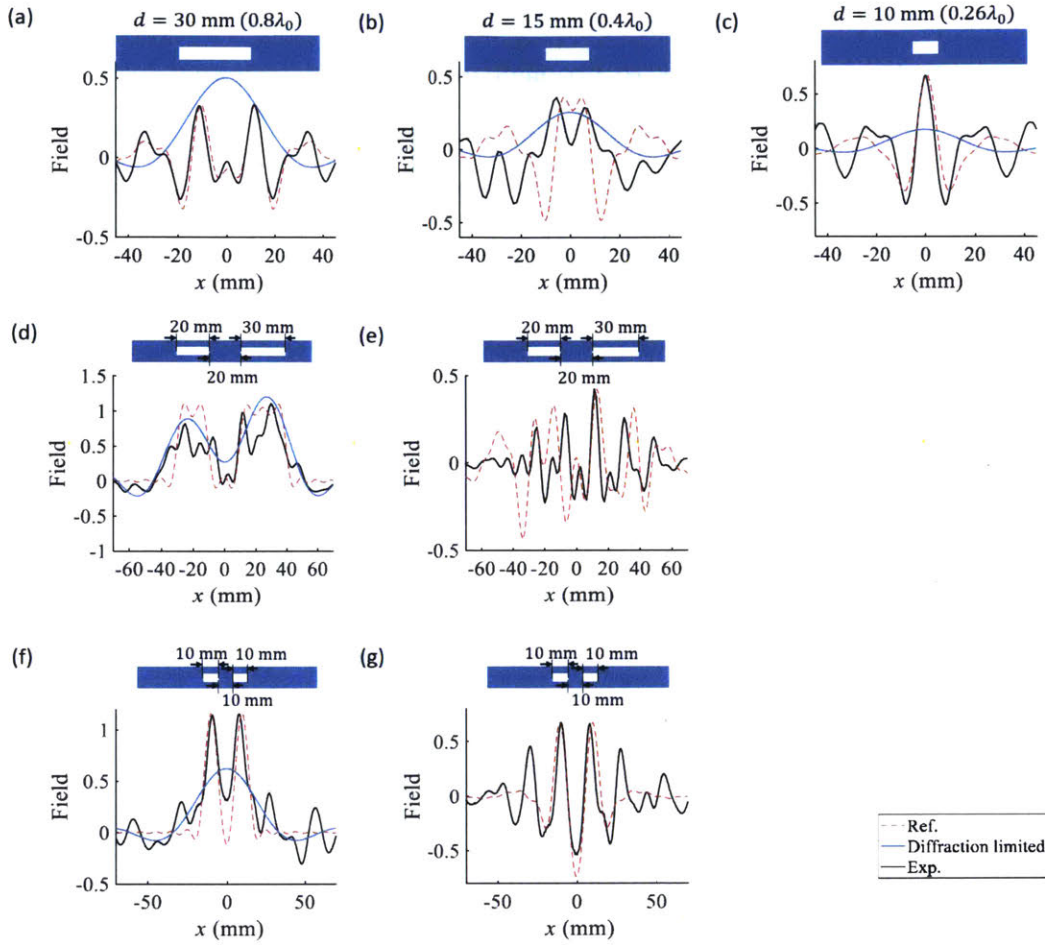 (a)
d = 30 mm (0.8λ₀)
0.5
0
-0.5
Field
-40 -20 0 20 40
x (mm)
(b)
d = 15 mm (0.4λ₀)
0.5
0
-0.5
Field
-40 -20 0 20 40
x (mm)
(c)
d = 10 mm (0.26λ₀)
0.5
0
-0.5
Field
-40 -20 0 20 40
x (mm)
(d)
20 mm 30 mm
20 mm
1.5
1
0.5
0
-0.5
-1
Field
-60 -40 -20 0 20 40 60
x (mm)
(e)
20 mm 30 mm
20 mm
0.5
0
-0.5
Field
-60 -40 -20 0 20 40 60
x (mm)
(f)
10 mm 10 mm
10 mm
1
0.5
0
-0.5
Field
-50 0 50
x (mm)
(g)
10 mm 10 mm
10 mm
0.5
0
-0.5
Field
-50 0 50
x (mm)
Ref.
Diffraction limited
Exp.